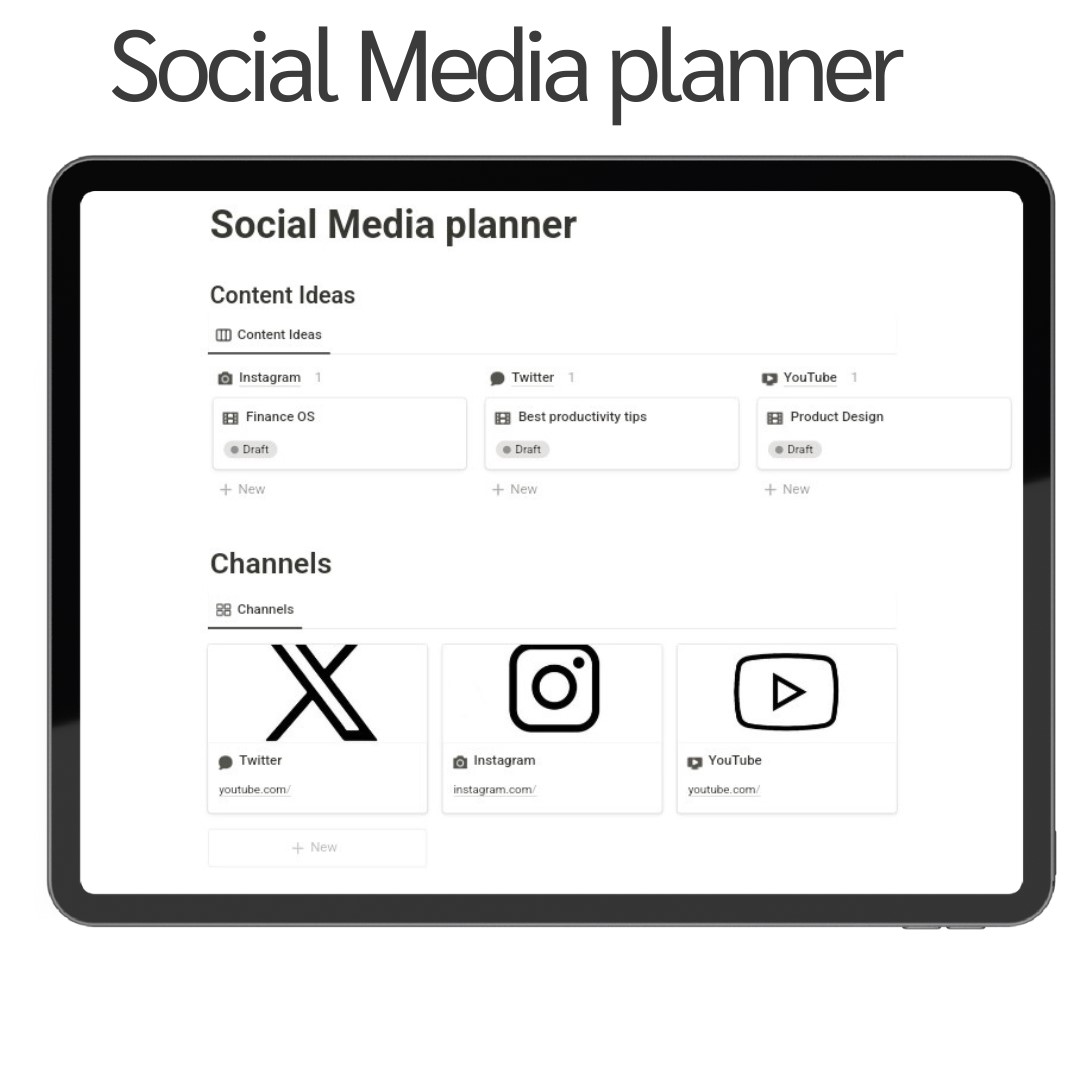 Social Media planner
Social Media planner
Content Ideas
Content Ideas
Instagram 1 Twitter 1 YouTube 1
Finance OS Best productivity tips Product Design
Draft Draft Draft
+ New + New + New
Channels
Channels
Twitter Instagram YouTube
youtube.com/ instagram.com/ youtube.com/
+ New